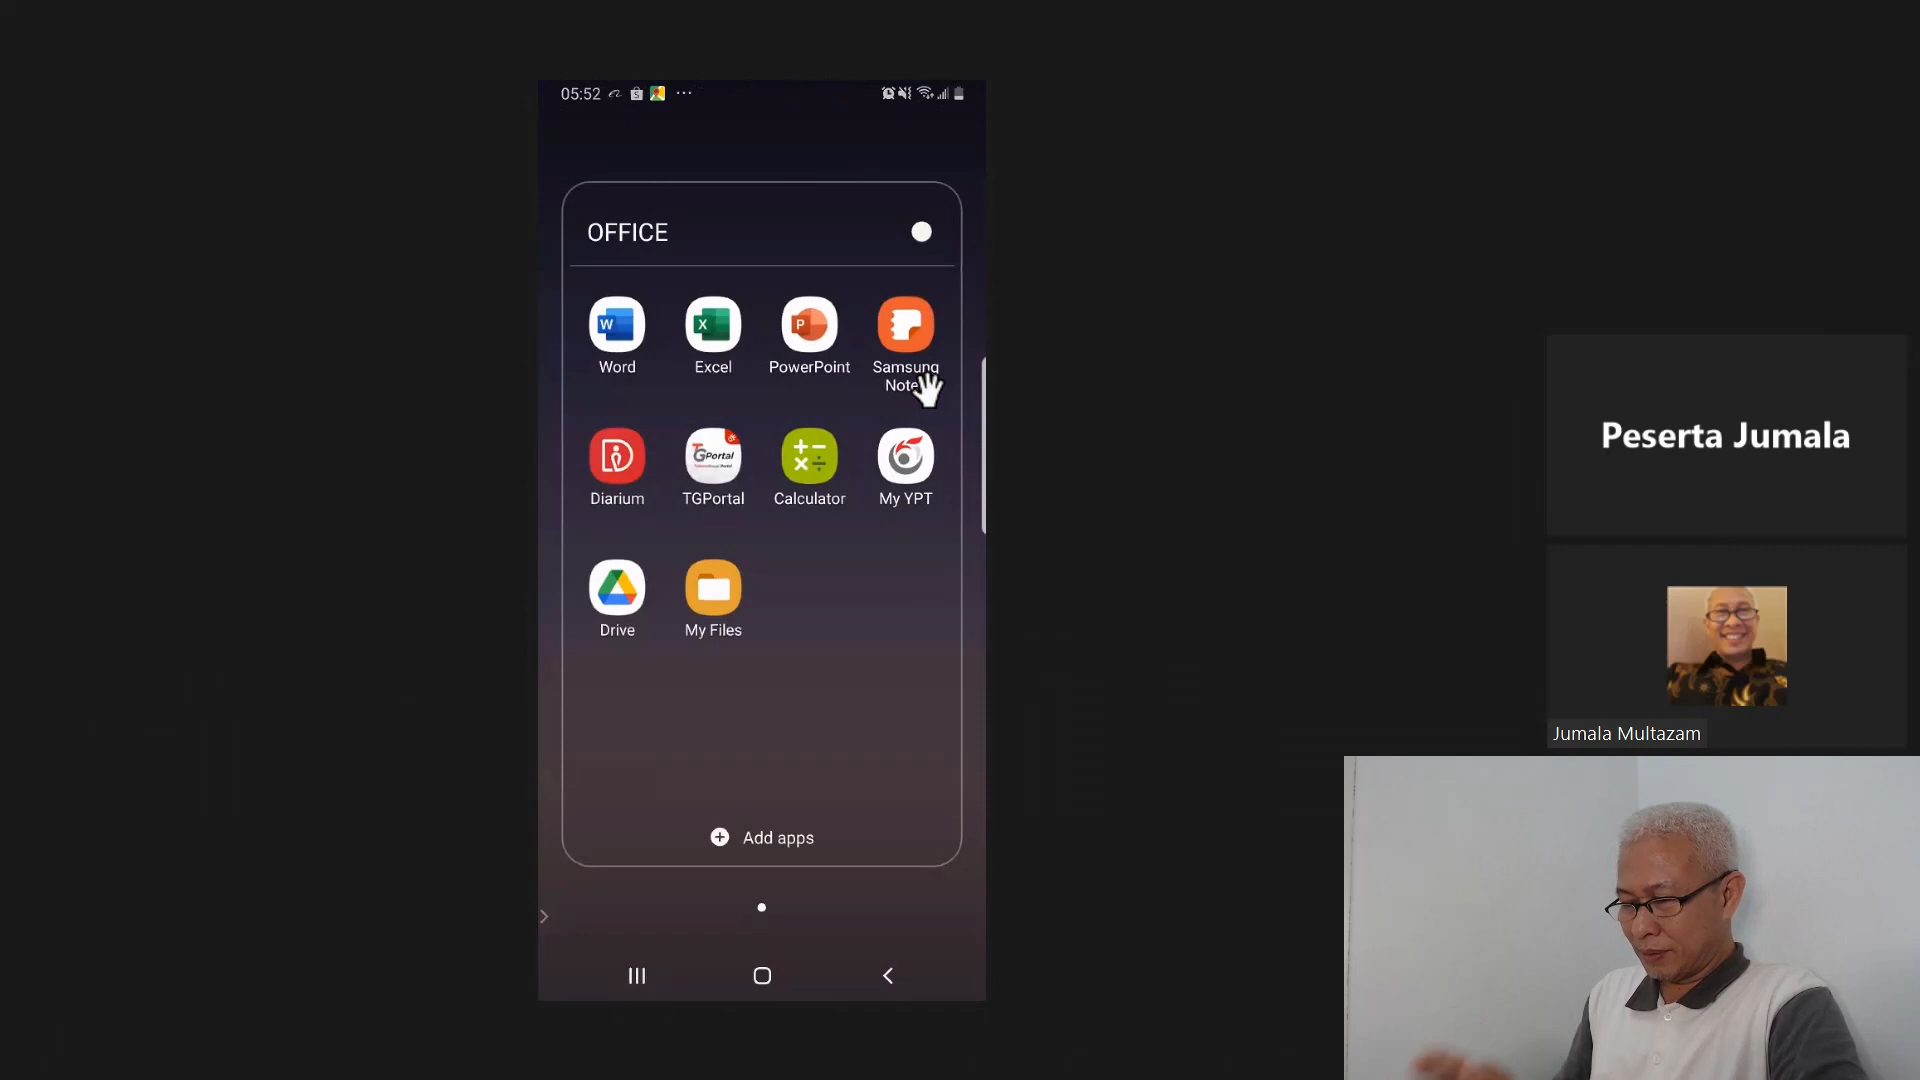 05:52
OFFICE
Word
Excel
PowerPoint
Samsung
Notes
Diarium
TGPortal
Calculator
My YPT
Drive
My Files
Add apps
Peserta Jumala
Jumala Multazam